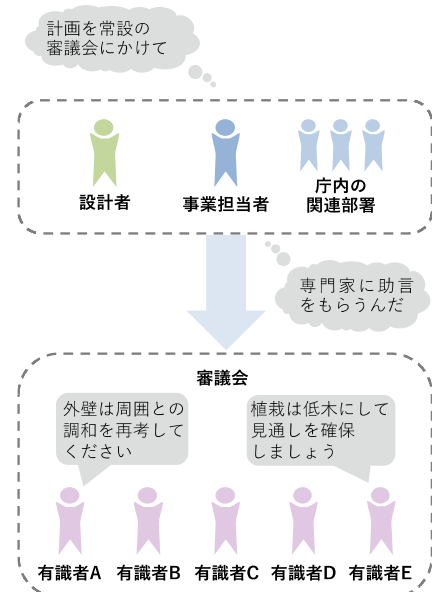 計画を常設の
審議会にかけて
設計者
事業担当者
庁内の
関連部署
専門家に助言
をもらうんだ
審議会
外壁は周囲との
調和を再考して
ください
植栽は低木にして
見通しを確保
しましょう
有識者A 有識者B 有識者C 有識者D 有識者E